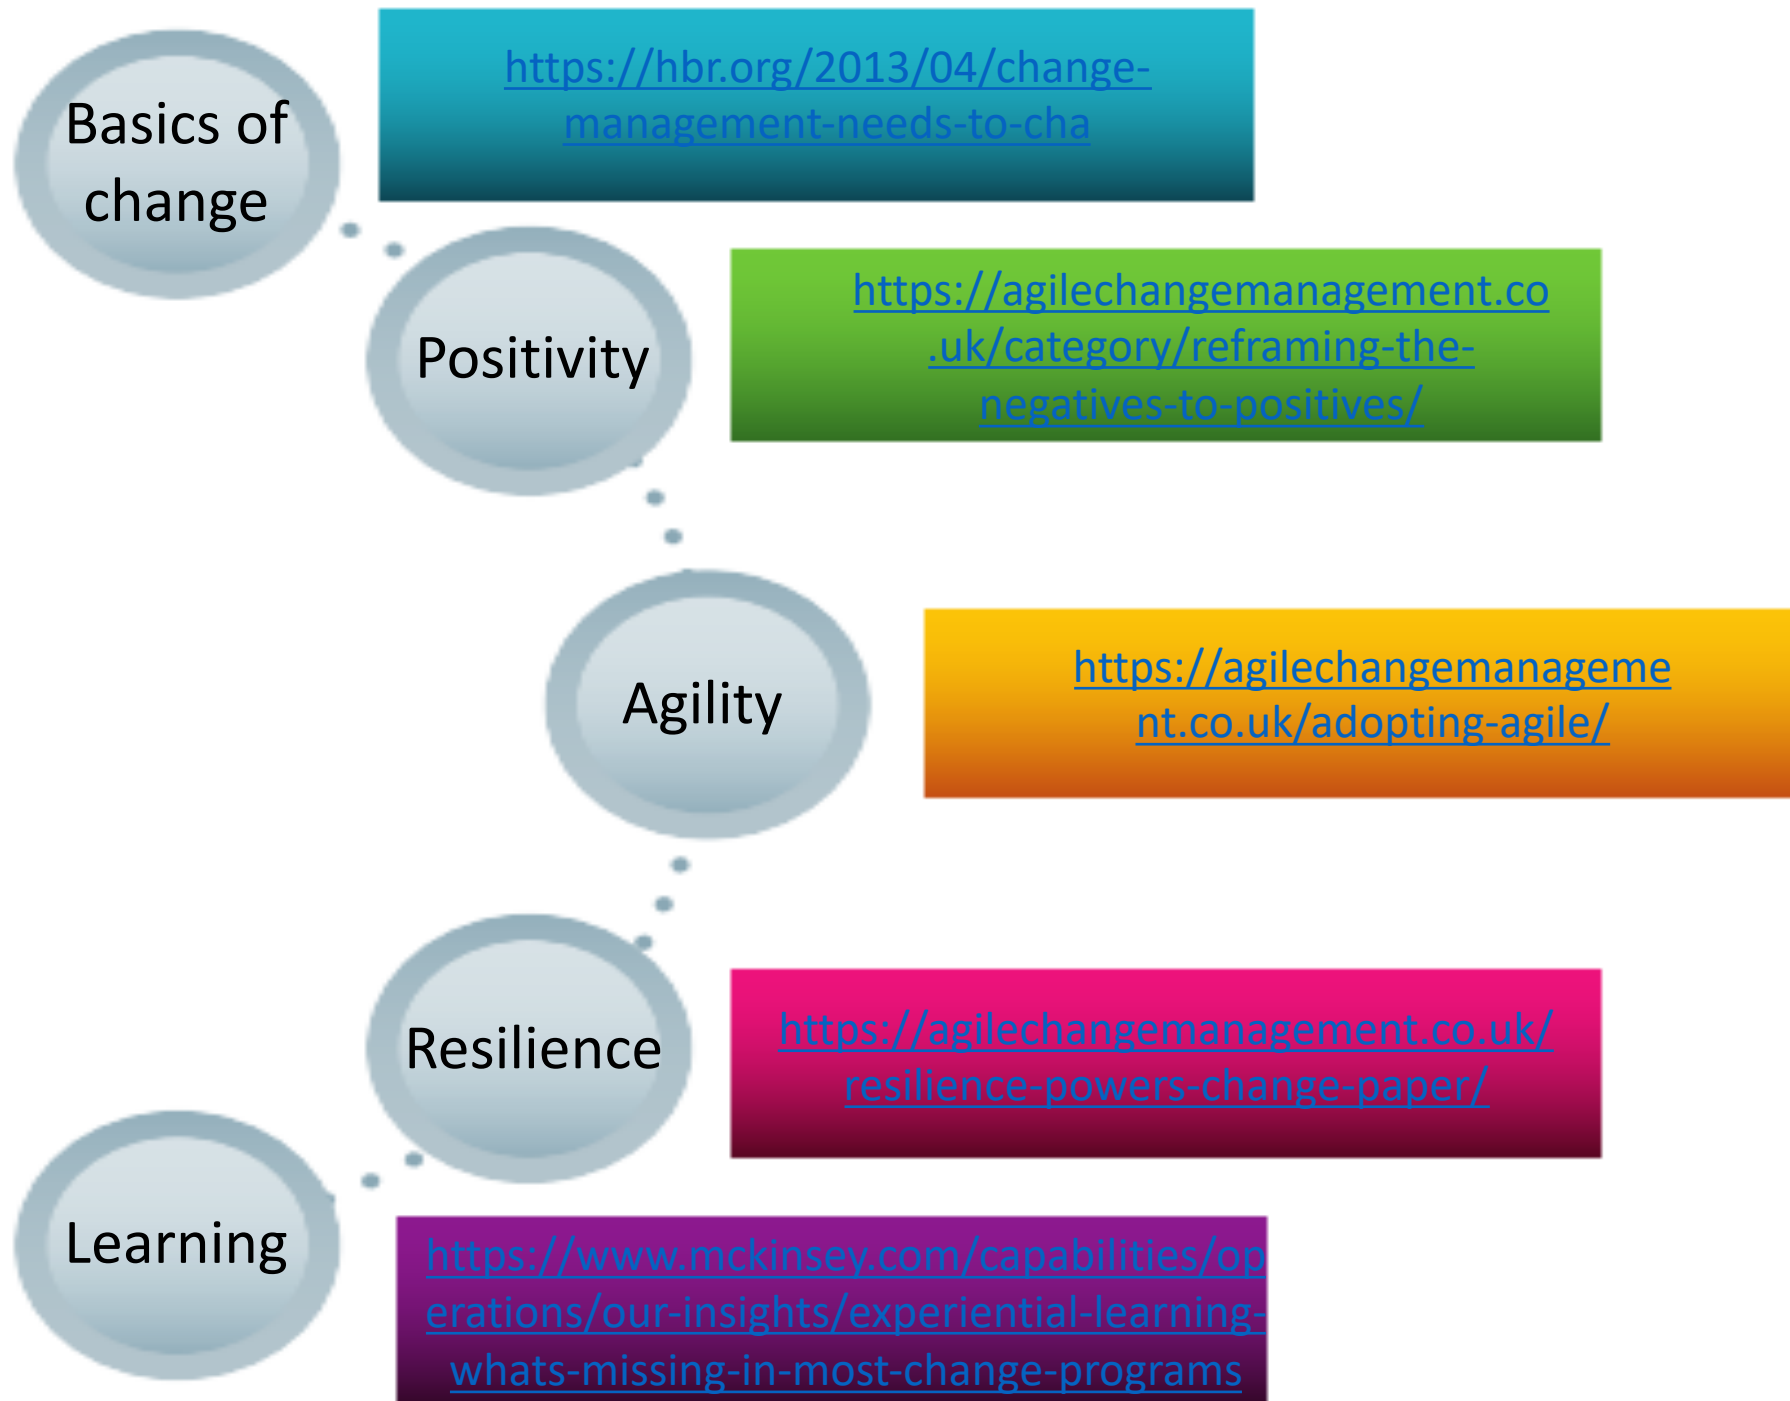 Basics of
change
https://hbr.org/2013/04/change-
management-needs-to-cha
Positivity
https://agilechangemanagement.co
.uk/category/reframing-the-
negatives-to-positives/
Agility
https://agilechangemanageme
nt.co.uk/adopting-agile/
Resilience
https://agilechangemanagement.co.uk/
resilience-powers-change-paper/
Learning
https://www.mckinsey.com/capabilities/op
erations/our-insights/experiential-learning-
whats-missing-in-most-change-programs